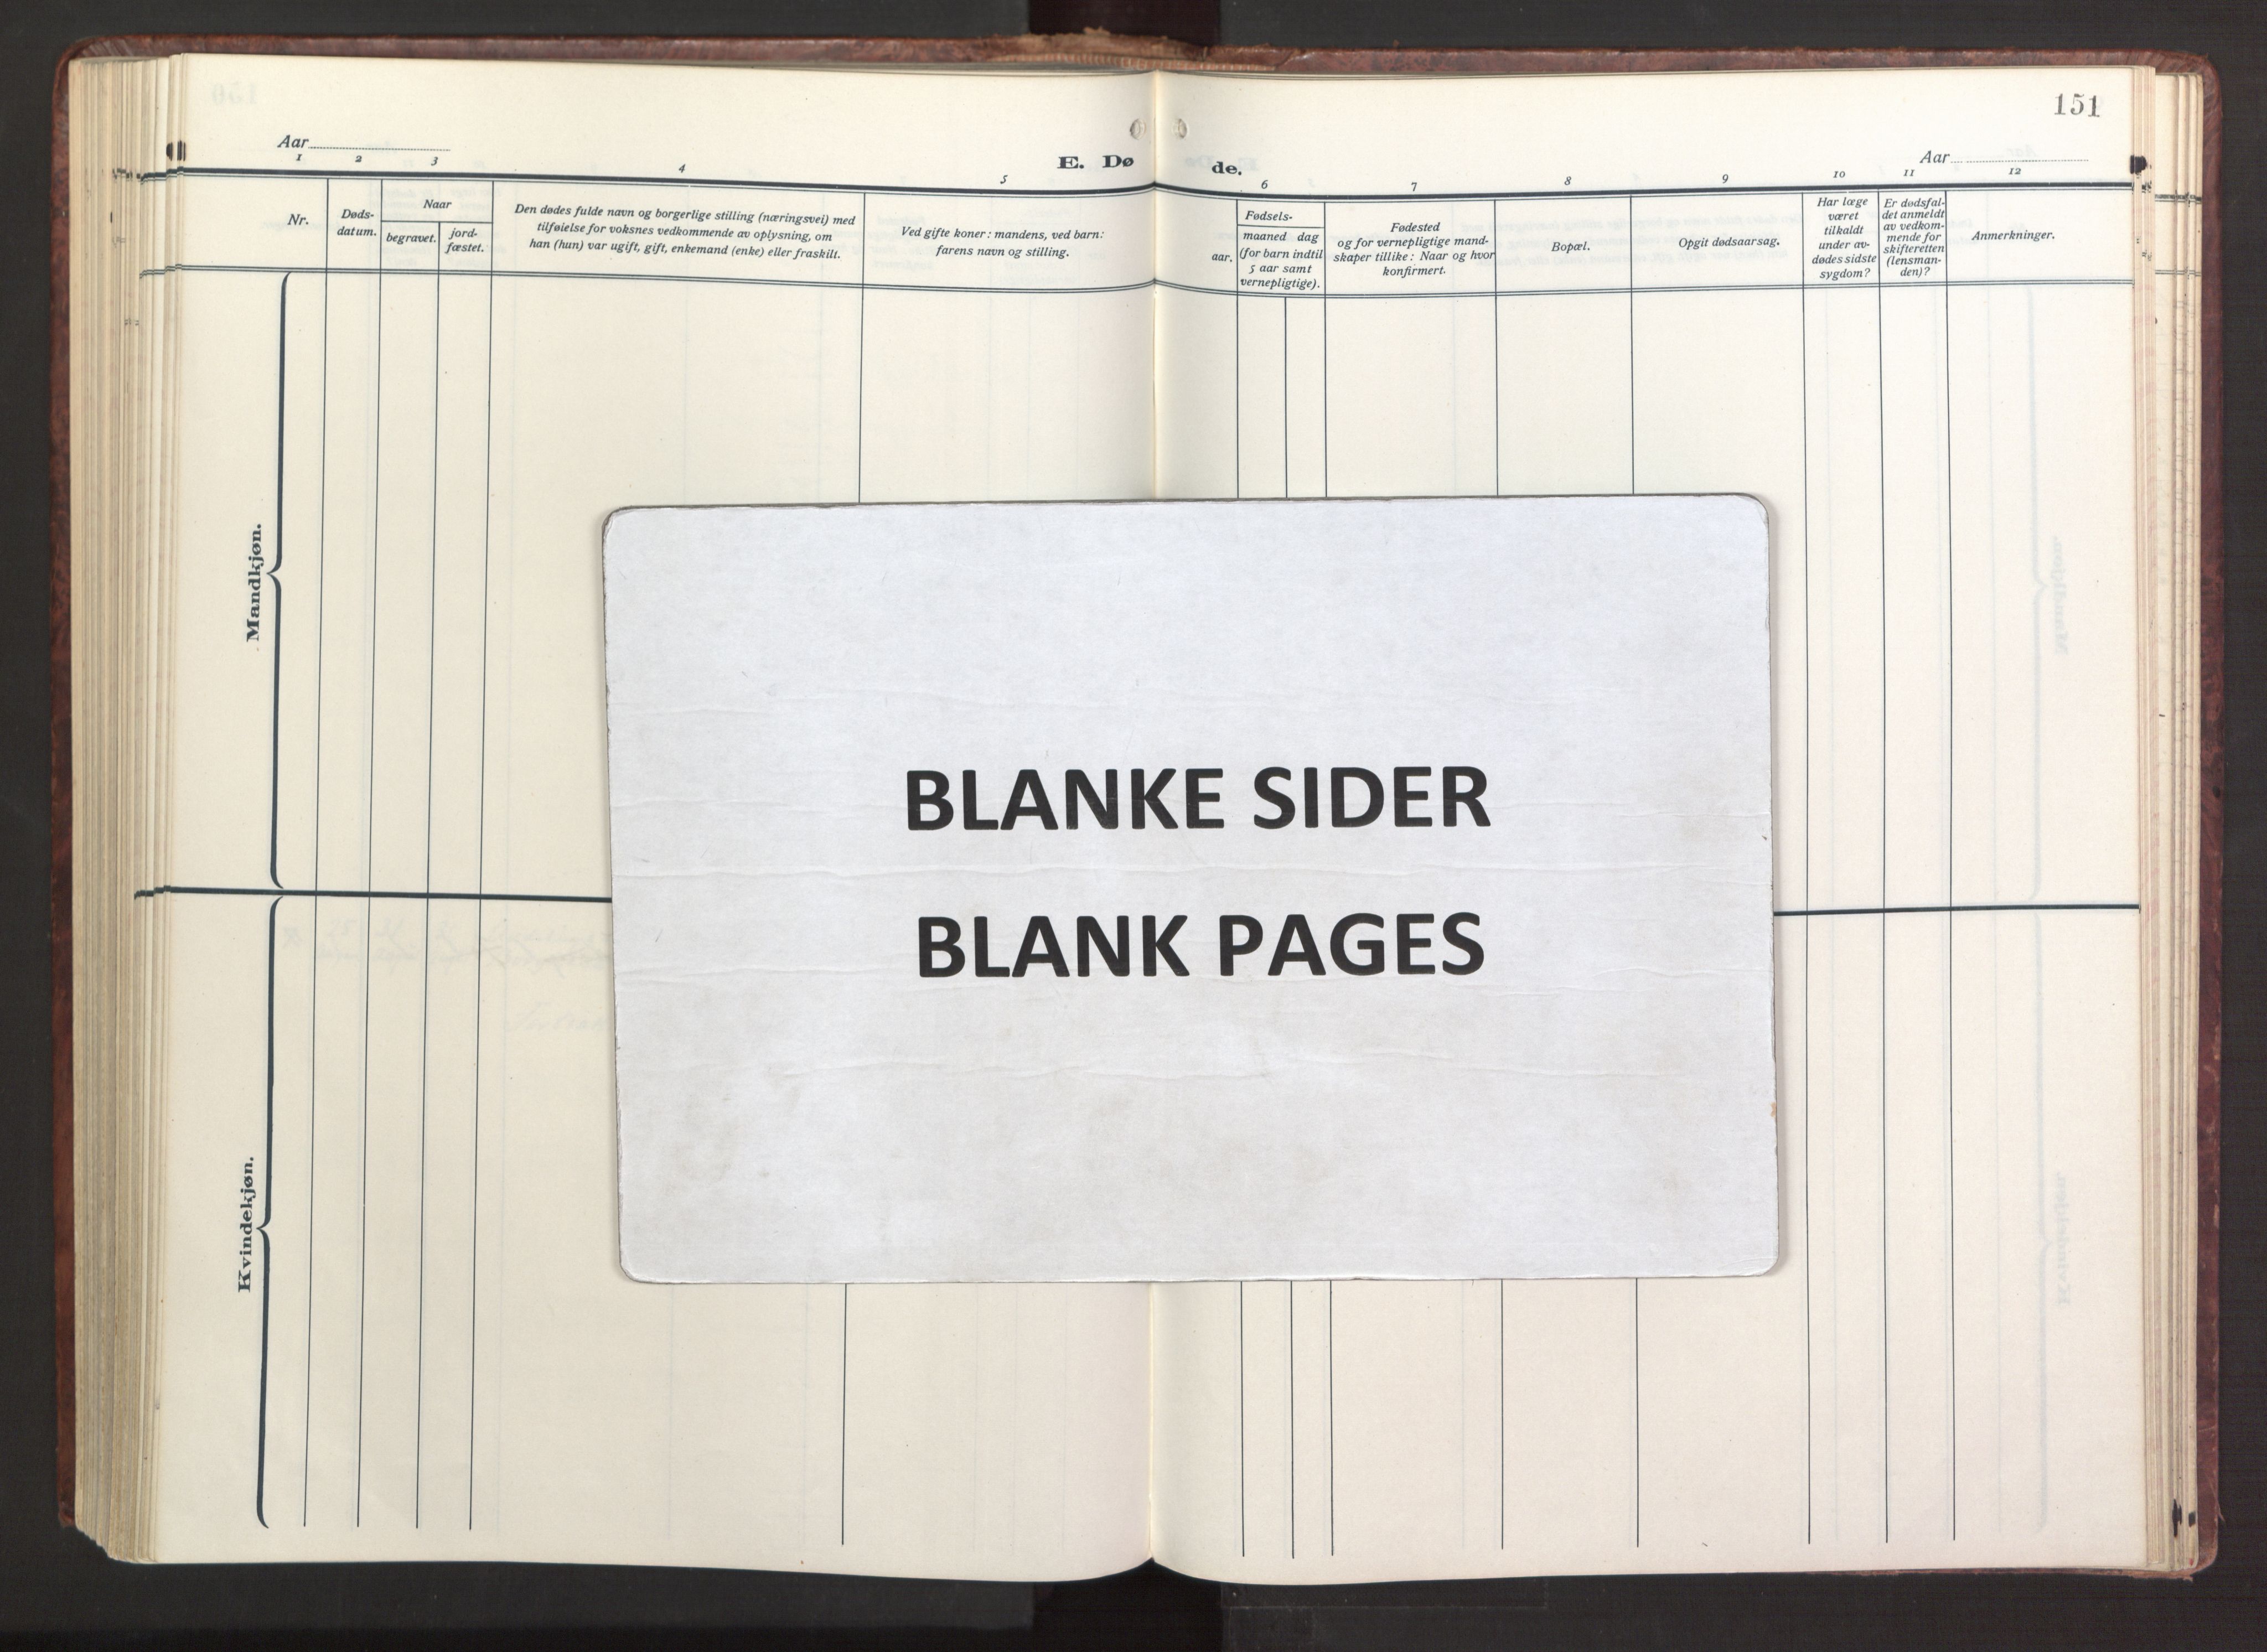 151
Aar
E. Dø
de.
Aar
1 2 3 4 5 6 7 8 9 10 11 12
Nr.
Døds-
datum.
Naar
begravet.
jord-
fæstet.
Den dødes fulde navn og borgerlige stilling (næringsvei) med
tilføielse for voksnes vedkommende av oplysning, om
han (hun) var ugift, gift, enkemand (enke) eller fraskilt.
Ved gifte koner: mandens, ved barn:
farens navn og stilling.
aar.
Fødsels-
maaned dag
(for barn indtil
5 aar samt
vernepligtige).
Fødested
og for vernepligtige mand-
skaper tillike: Naar og hvor
konfirmert.
Bopæl.
Opgit dødsaarsag.
Har læge
været
tilkaldt
under av-
dødes sidste
sygdom?
Er dødsfal-
det anmeldt
av vedkom-
mende for
skifteretten
(lensman-
den)?
Anmerkninger.
Mandkjøn.
Kvindekjøn.
BLANKE SIDER
BLANK PAGES